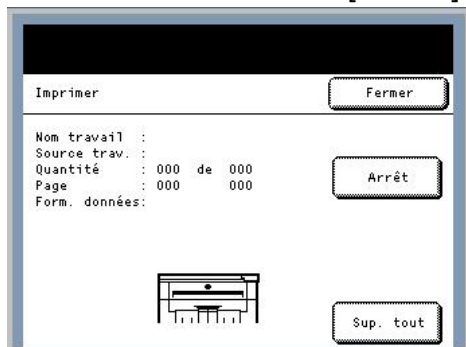 Imprimer
Fermer
Nom travail :
Source trav. :
Quantité : 000 de 000
Page : 000 000
Form. données:
Arrêt
Sup. tout